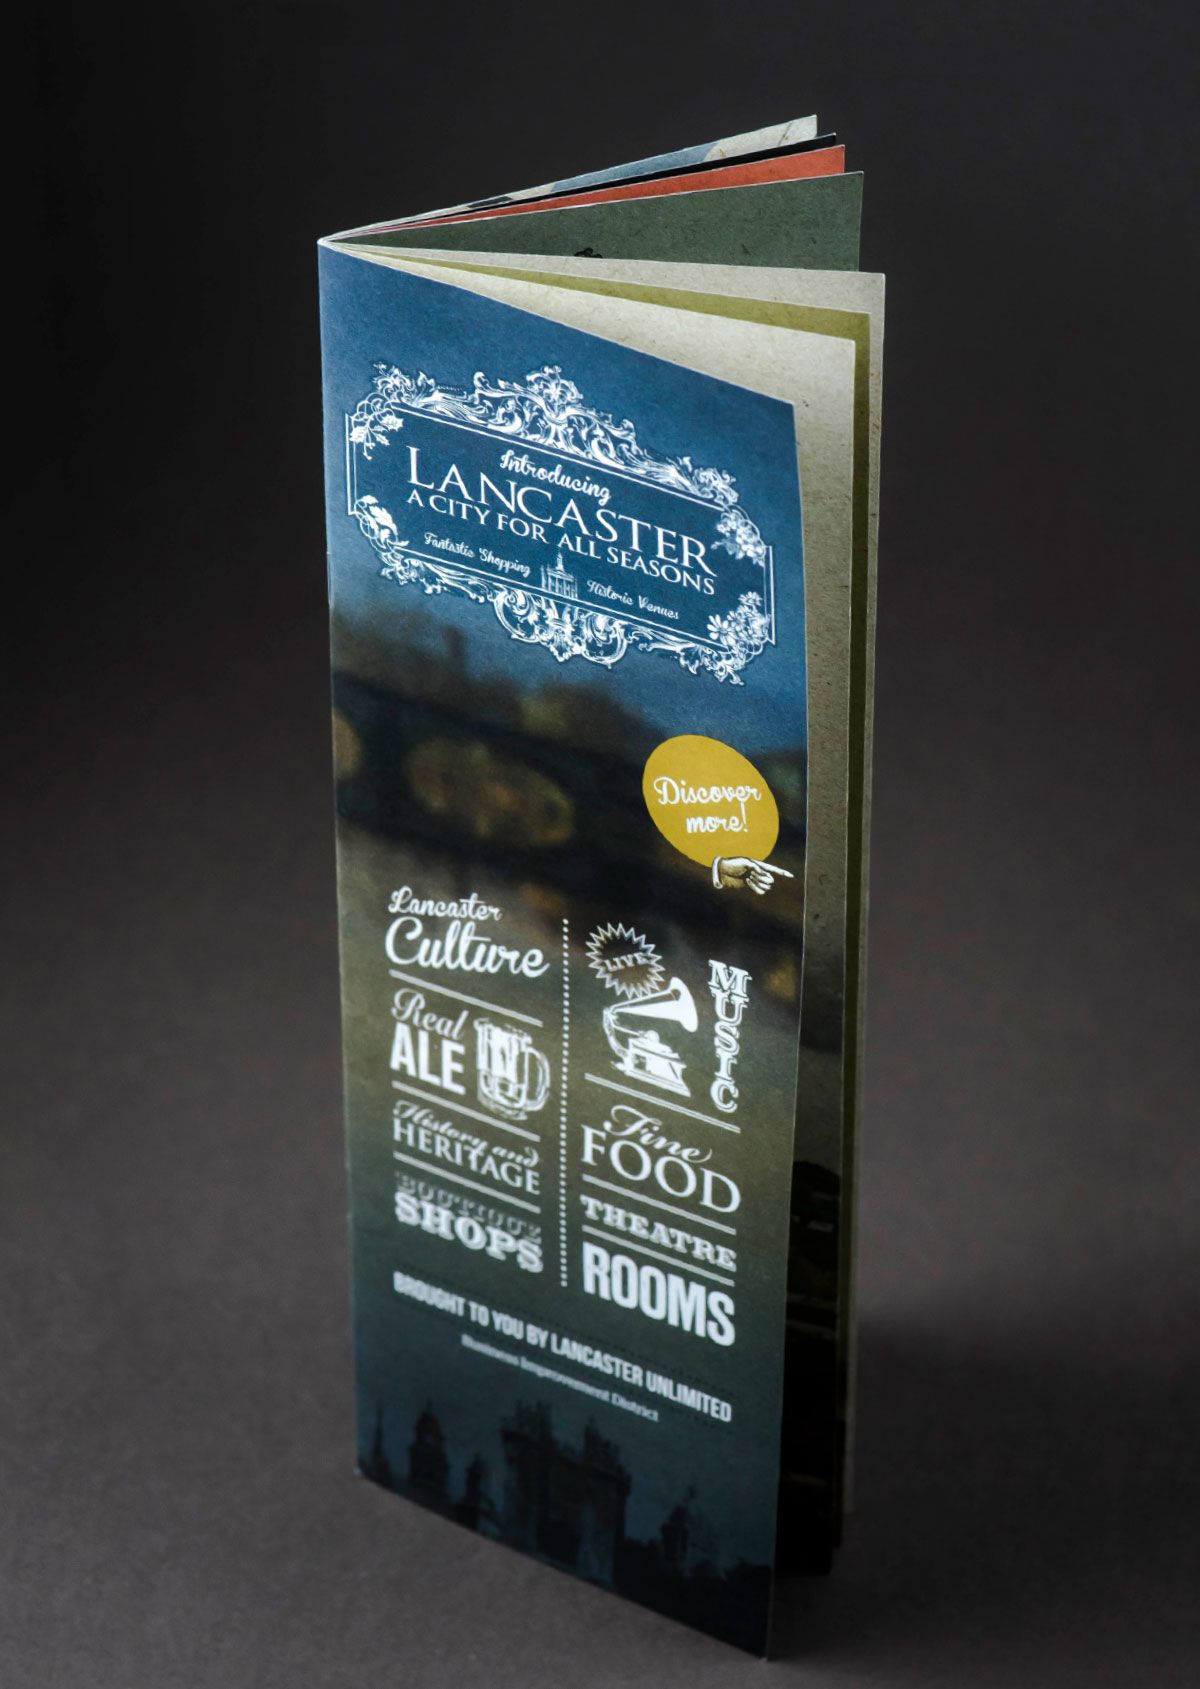 Introducing
LANCASTER
A CITY FOR ALL SEASONS
Fantastic Shopping Historic Venues
Discover
more!
Lancaster
Culture
Real
ALE
History and
HERITAGE
BOUTIQUE
SHOPS
LIVE
MUSIC
Fine
FOOD
THEATRE
ROOMS
BROUGHT TO YOU BY LANCASTER UNLIMITED
Business Improvement District